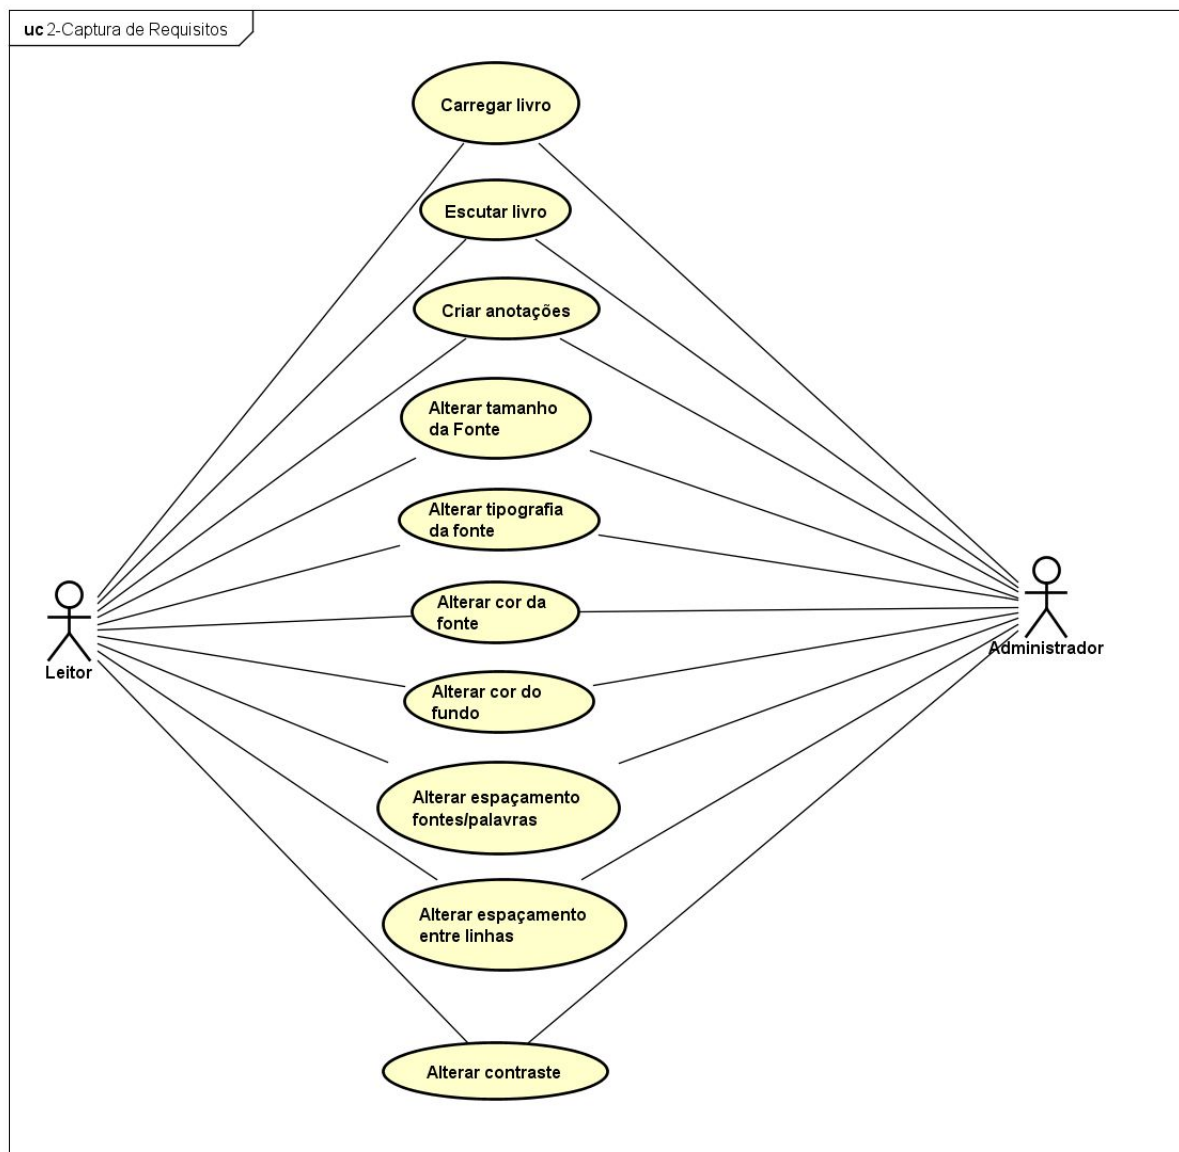 uc 2-Captura de Requisitos
Carregar livro
Escutar livro
Criar anotações
Alterar tamanho
da Fonte
Alterar tipografia
da fonte
Alterar cor da
fonte
Leitor
Administrador
Alterar cor do
fundo
Alterar espaçamento
fontes/palavras
Alterar espaçamento
entre linhas
Alterar contraste